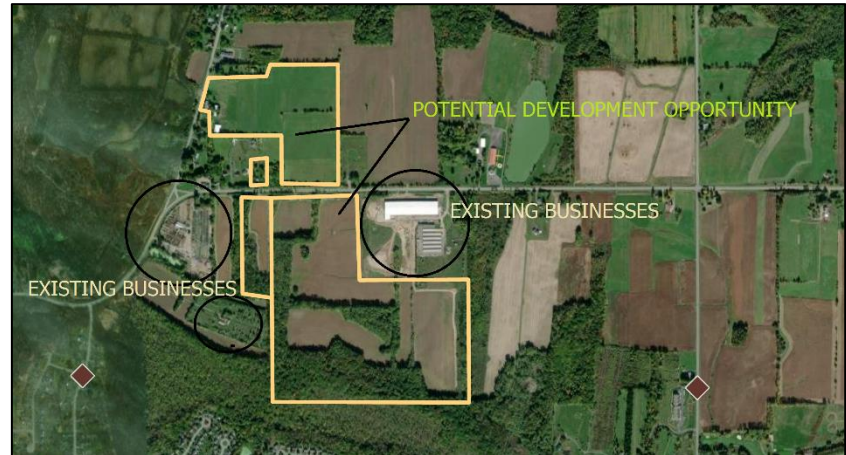 POTENTIAL DEVELOPMENT OPPORTUNITY
EXISTING BUSINESSES
EXISTING BUSINESSES